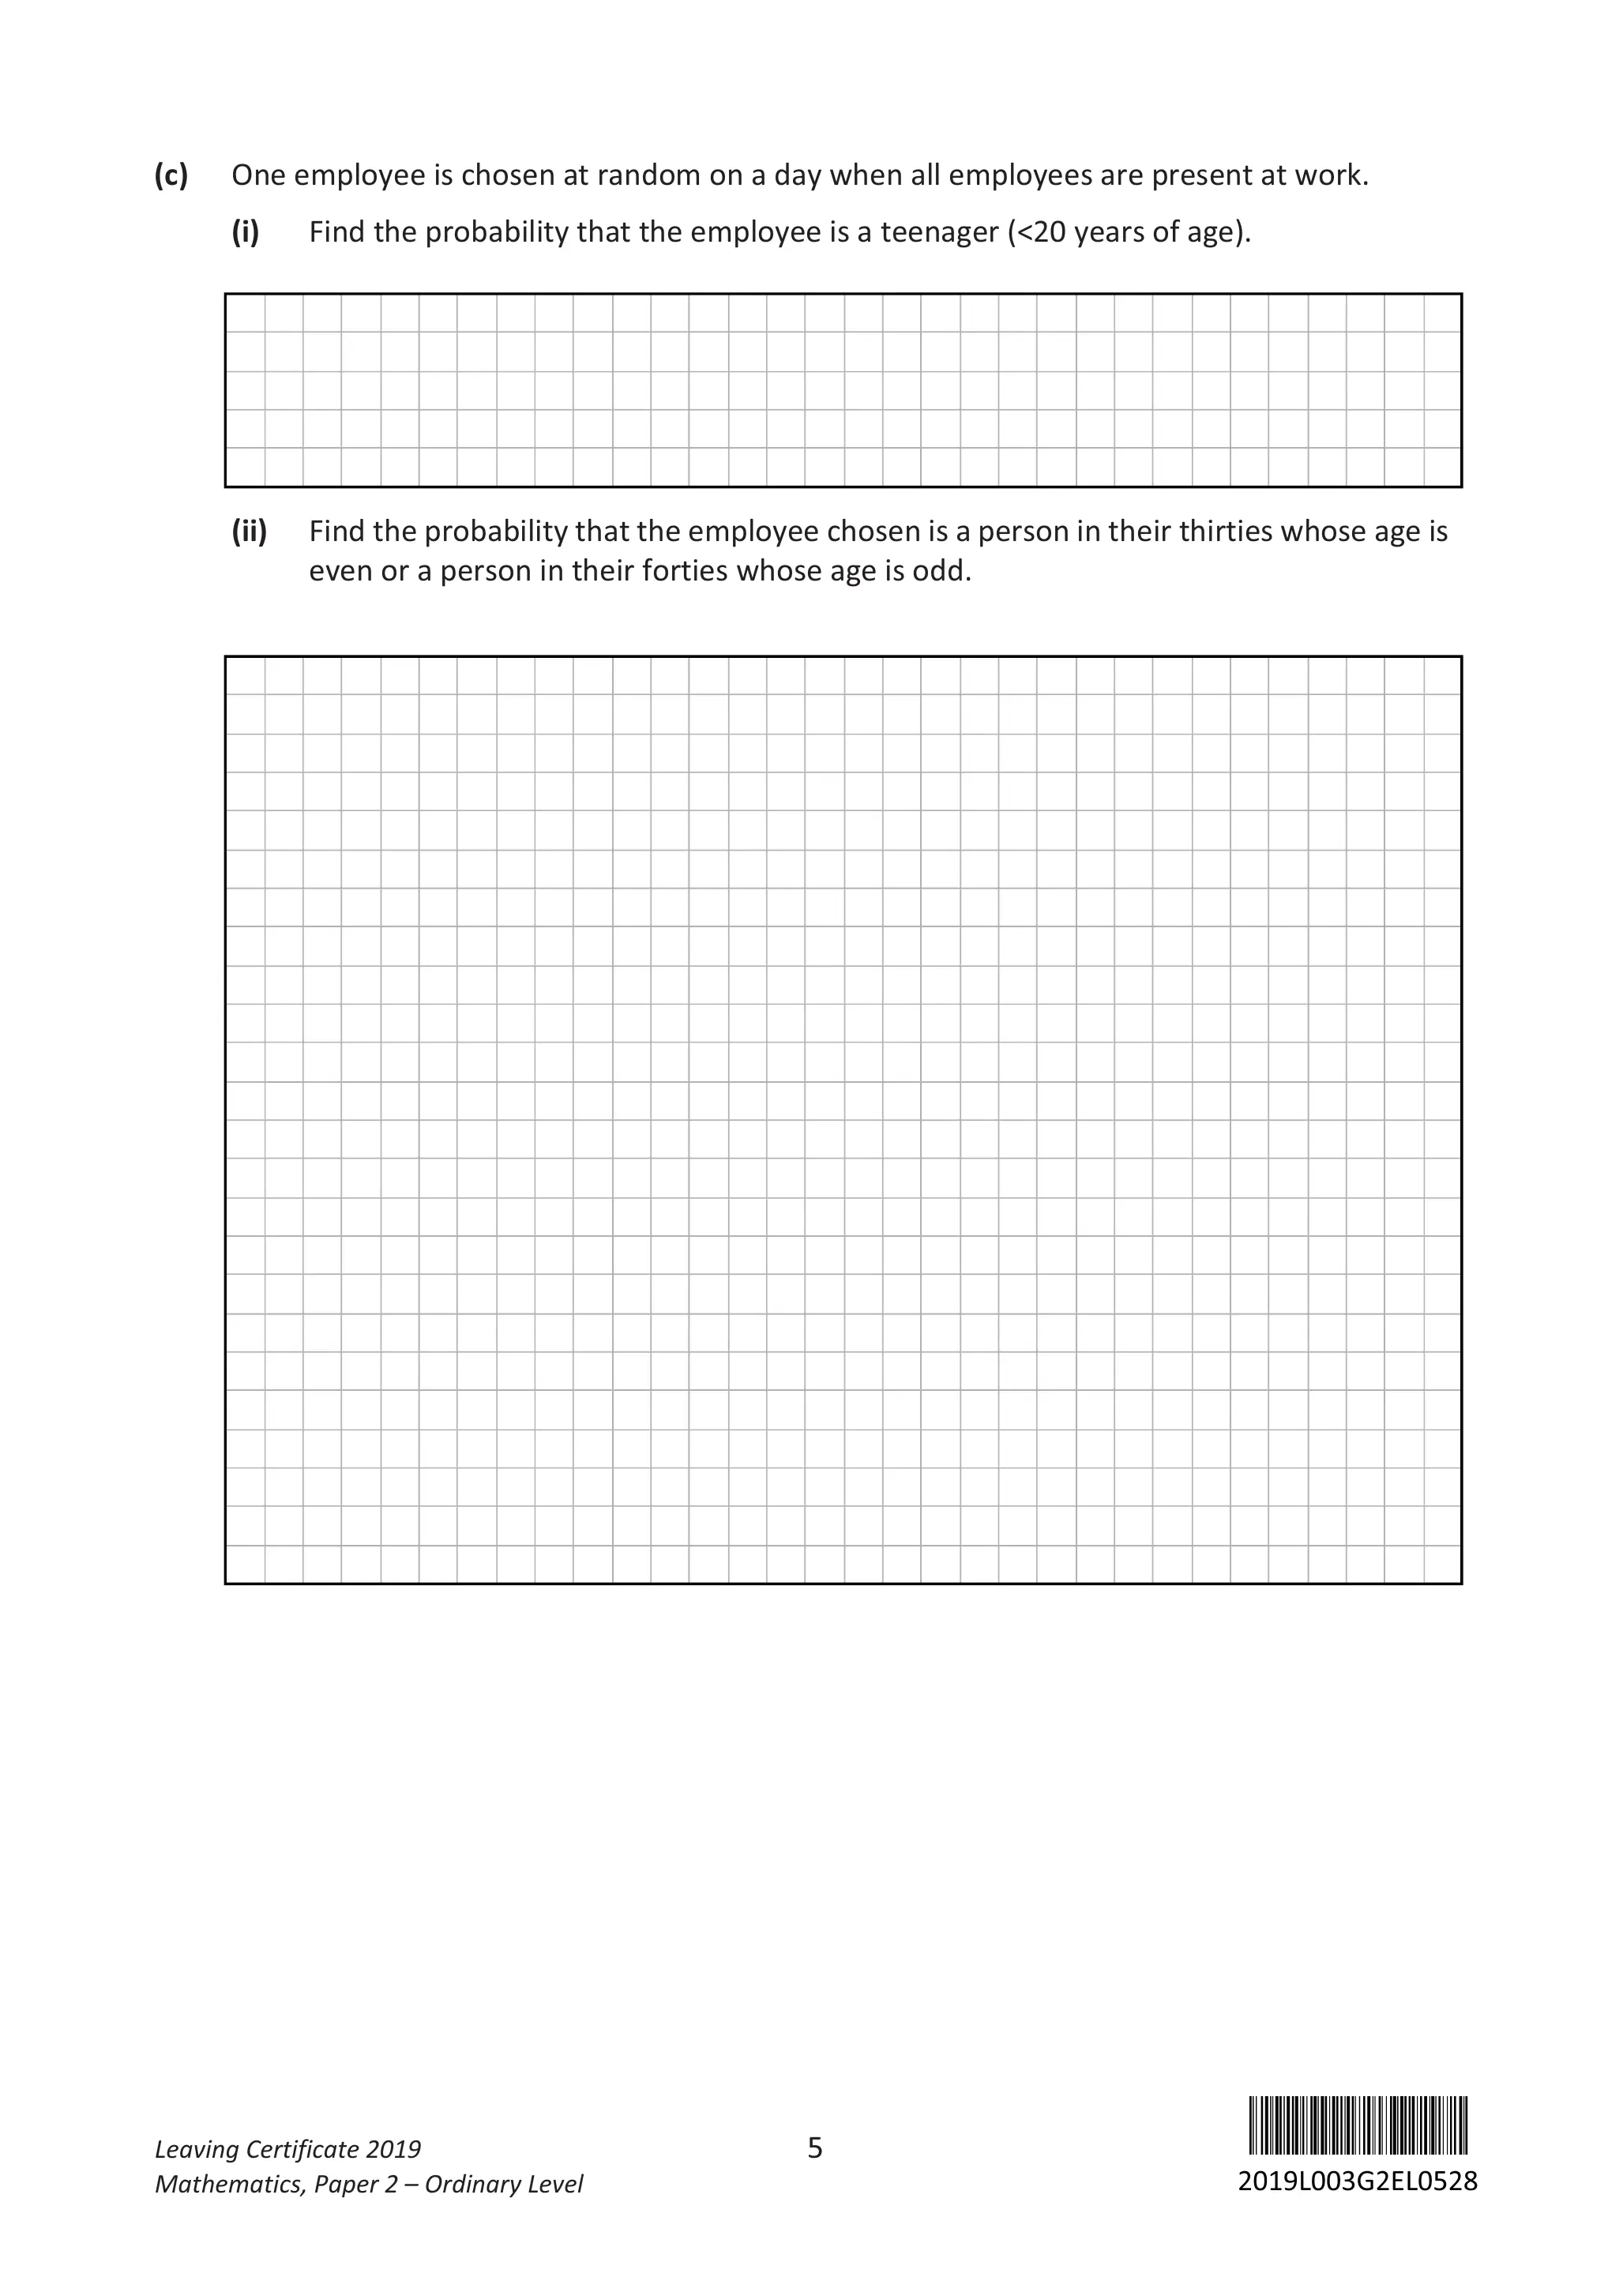 (c) One employee is chosen at random on a day when all employees are present at work.
(i) Find the probability that the employee is a teenager (<20 years of age).
(ii) Find the probability that the employee chosen is a person in their thirties whose age is
even or a person in their forties whose age is odd.
Leaving Certificate 2019
5
Mathematics, Paper 2 – Ordinary Level
2019L003G2EL0528